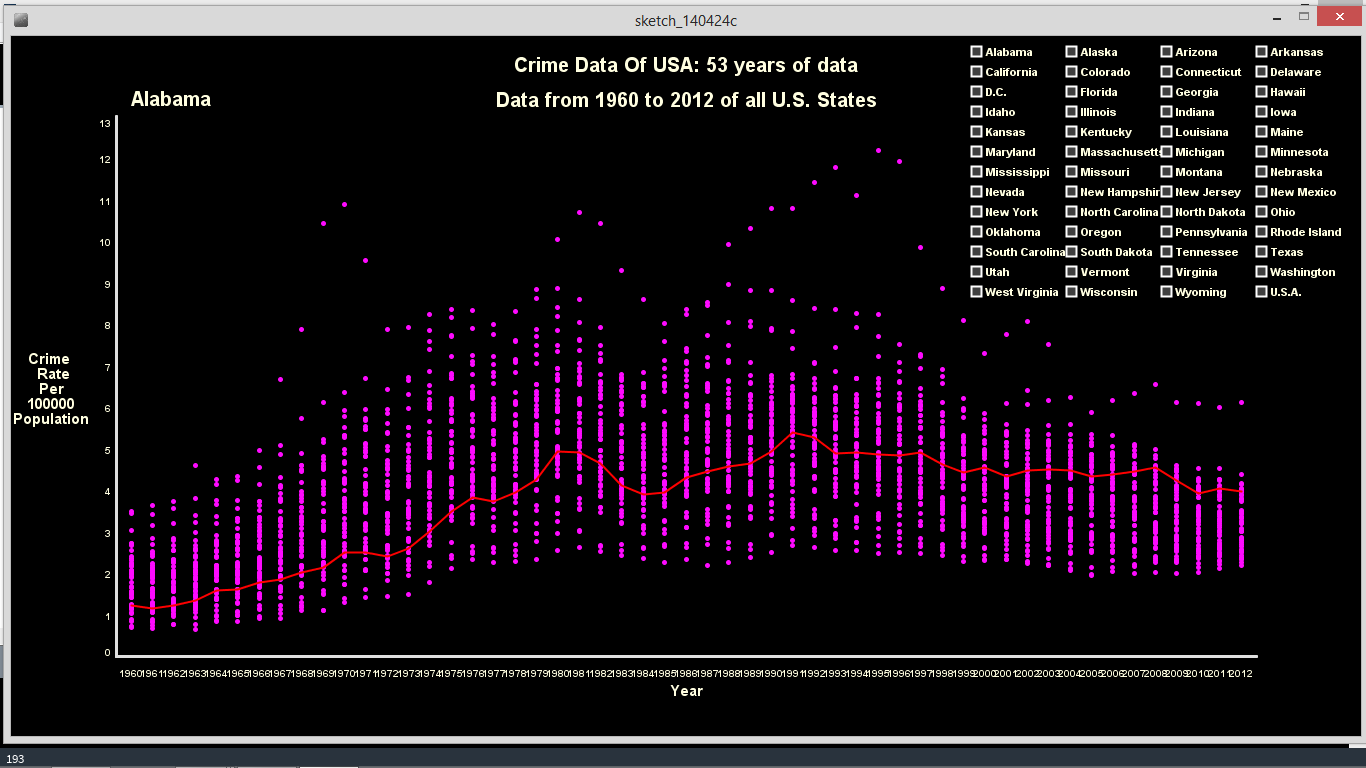 sketch_140424c
Crime Data Of USA: 53 years of data
Data from 1960 to 2012 of all U.S. States
Alabama
Alabama Alaska Arizona Arkansas
California Colorado Connecticut Delaware
D.C. Florida Georgia Hawaii
Idaho Illinois Indiana Iowa
Kansas Kentucky Louisiana Maine
Maryland Massachusetts Michigan Minnesota
Mississippi Missouri Montana Nebraska
Nevada New Hampshir New Jersey New Mexico
New York North Carolina North Dakota Ohio
Oklahoma Oregon Pennsylvania Rhode Island
South Carolina South Dakota Tennessee Texas
Utah Vermont Virginia Washington
West Virginia Wisconsin Wyoming U.S.A.
13
12
11
10
9
8
7
6
5
4
3
2
1
0
Crime
Rate
Per
100000
Population
1960 1961 1962 1963 1964 1965 1966 1967 1968 1969 1970 1971 1972 1973 1974 1975 1976 1977 1978 1979 1980 1981 1982 1983 1984 1985 1986 1987 1988 1989 1990 1991 1992 1993 1994 1995 1996 1997 1998 1999 2000 2001 2002 2003 2004 2005 2006 2007 2008 2009 2010 2011 2012
Year
193